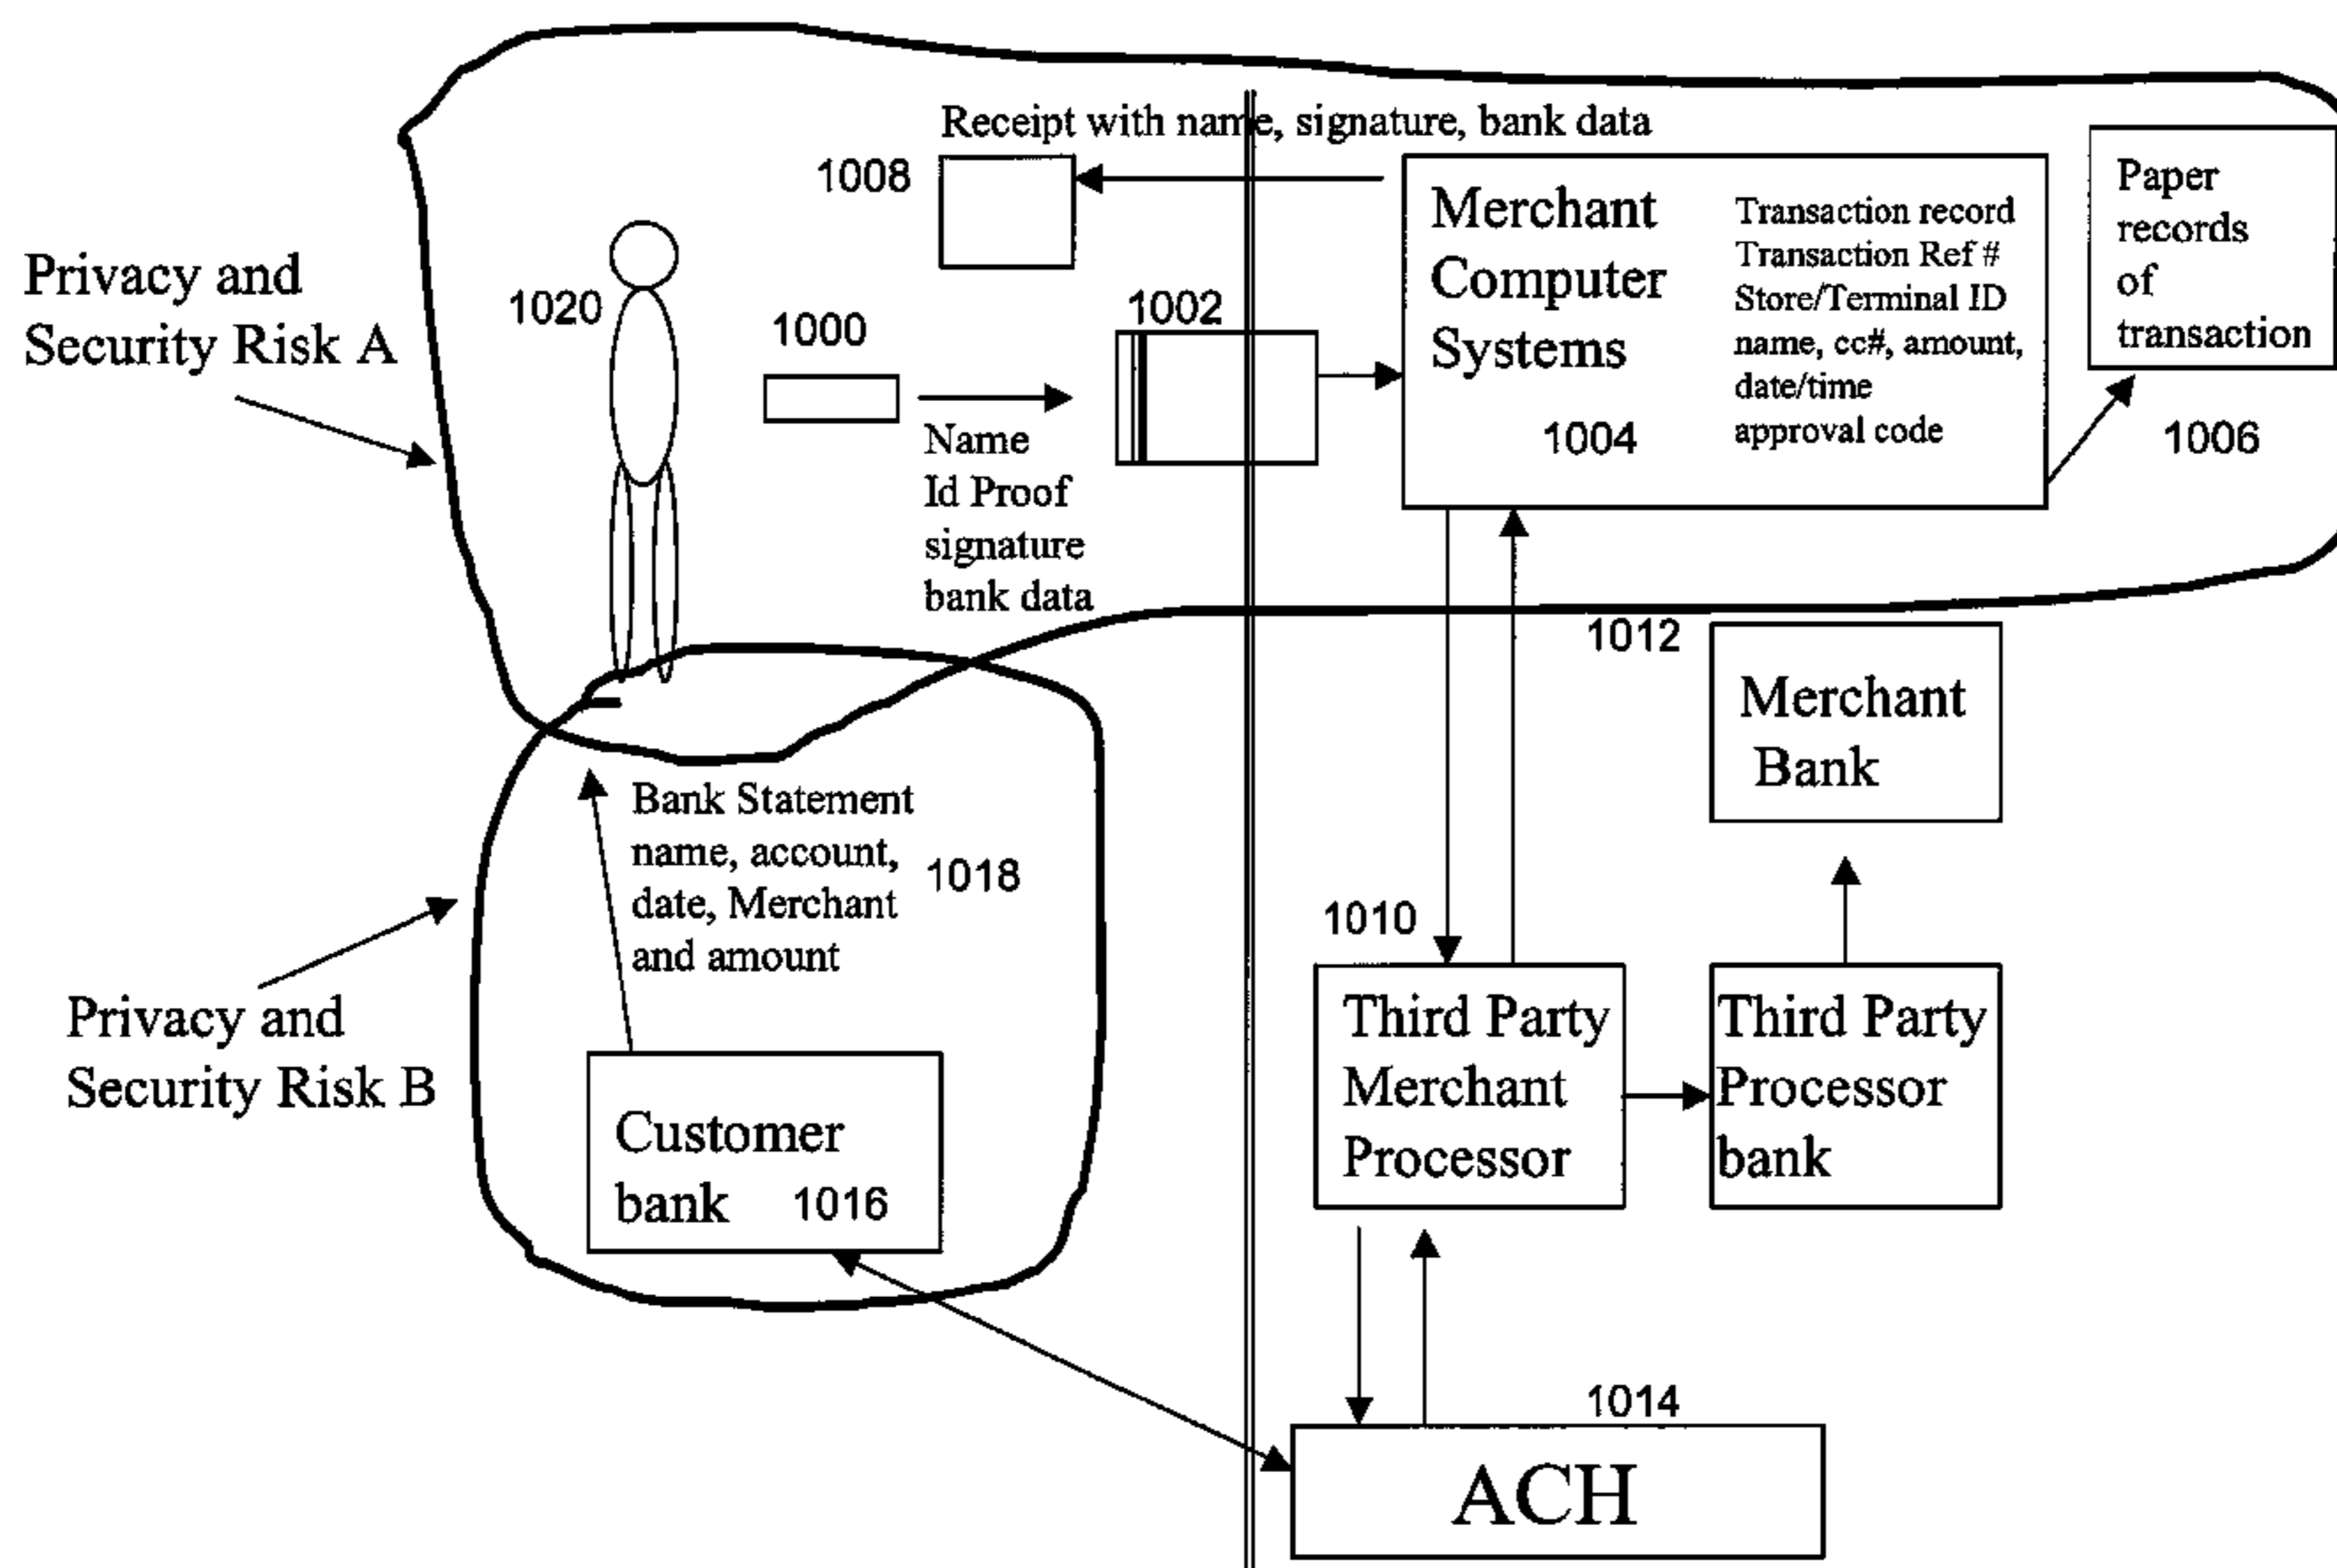 Receipt with name, signature, bank data
1008
Merchant
Computer
Systems
1004
Transaction record
Transaction Ref #
Store/Terminal ID
name, cc#, amount,
date/time
approval code
Paper
records
of
transaction
1006
Privacy and
Security Risk A
1020
1000
1002
Name
Id Proof
signature
bank data
1012
Merchant
Bank
Bank Statement
name, account,
date, Merchant
and amount
1018
1010
Privacy and
Security Risk B
Third Party
Merchant
Processor
Third Party
Processor
bank
Customer
bank 1016
1014
ACH